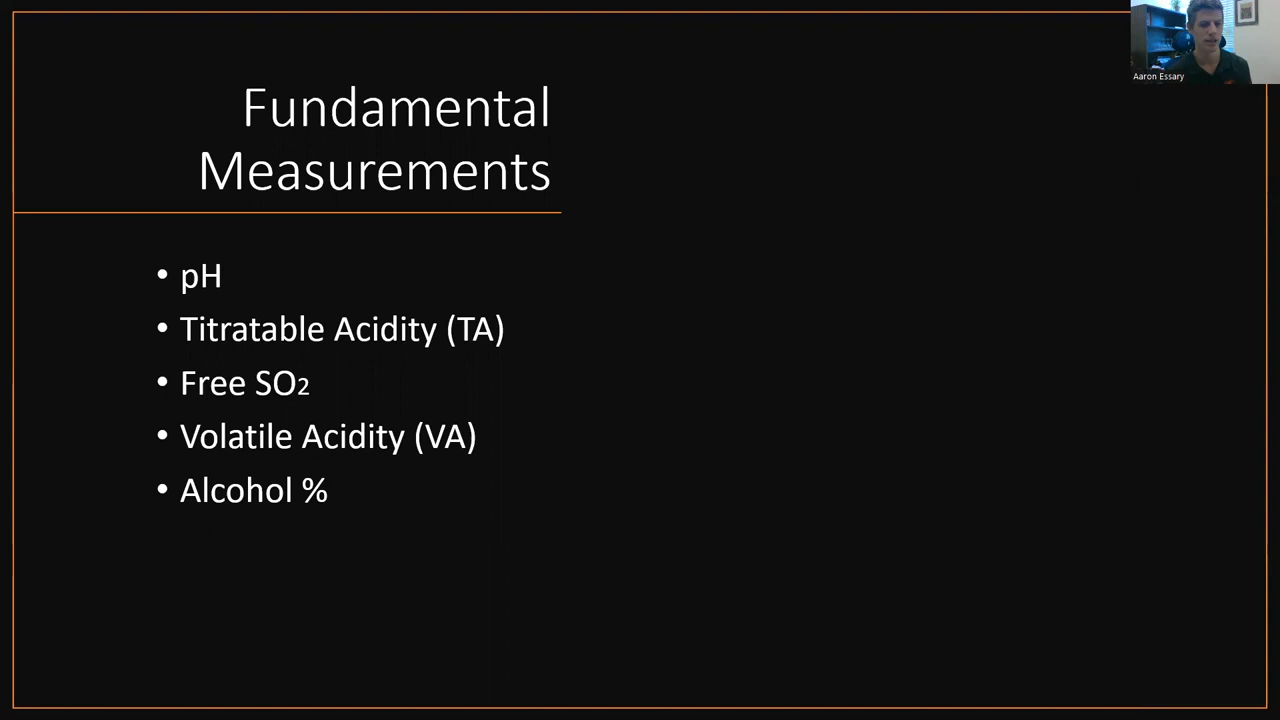 Fundamental
Measurements
• pH
• Titratable Acidity (TA)
• Free SO2
• Volatile Acidity (VA)
• Alcohol %
Aaron Essary